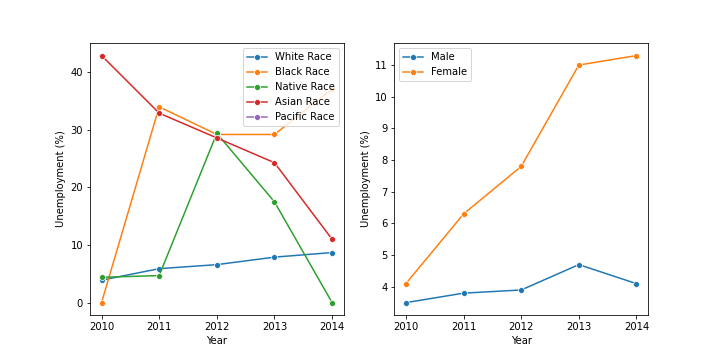 Unemployment (%)
40
30
20
10
0
White Race
Black Race
Native Race
Asian Race
Pacific Race
2010 2011 2012 2013 2014
Year
Unemployment (%)
11
10
9
8
7
6
5
4
Male
Female
2010 2011 2012 2013 2014
Year